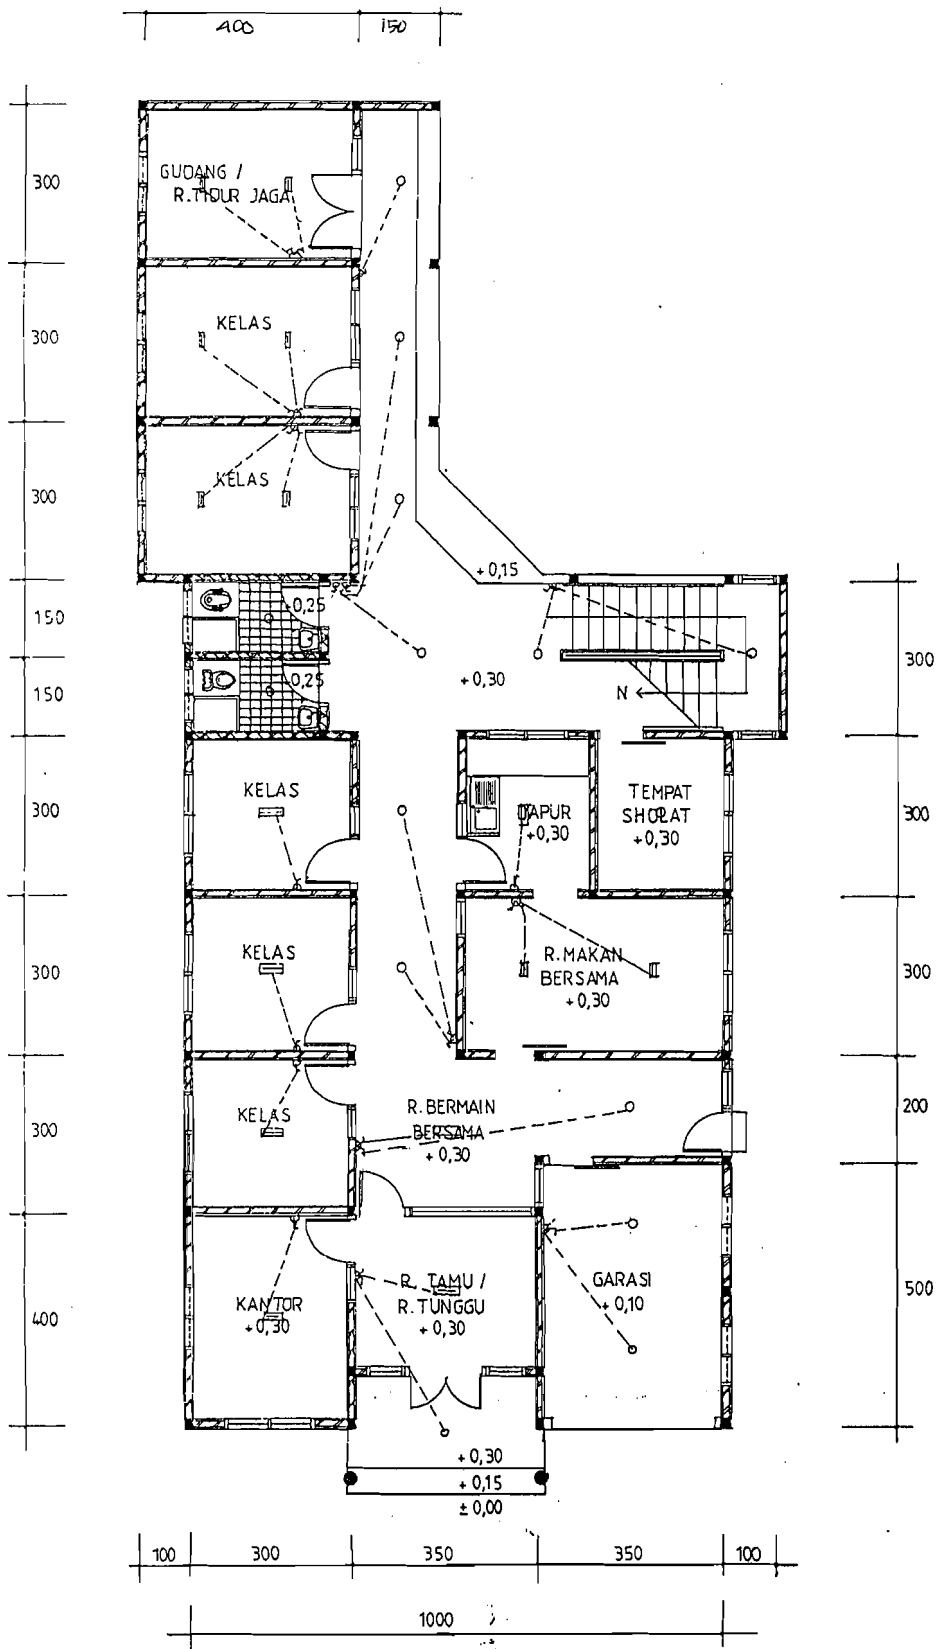 400
150
300
GUDANG /
R.TIDUR JAGA
300
KELAS
300
KELAS
+0,15
150
+0,25
150
+0,25
+0,30
N
300
300
KELAS
DAPUR
+0,30
TEMPAT
SHOLAT
+0,30
300
300
KELAS
R.MAKAN
BERSAMA
+0,30
300
300
KELAS
R.BERMAIN
BERSAMA
+0,30
200
400
KANTOR
+0,30
R. TAMU /
R.TUNGGU
+0,30
GARASI
+0,10
500
+0,30
+0,15
±0,00
100
300
350
350
100
1000